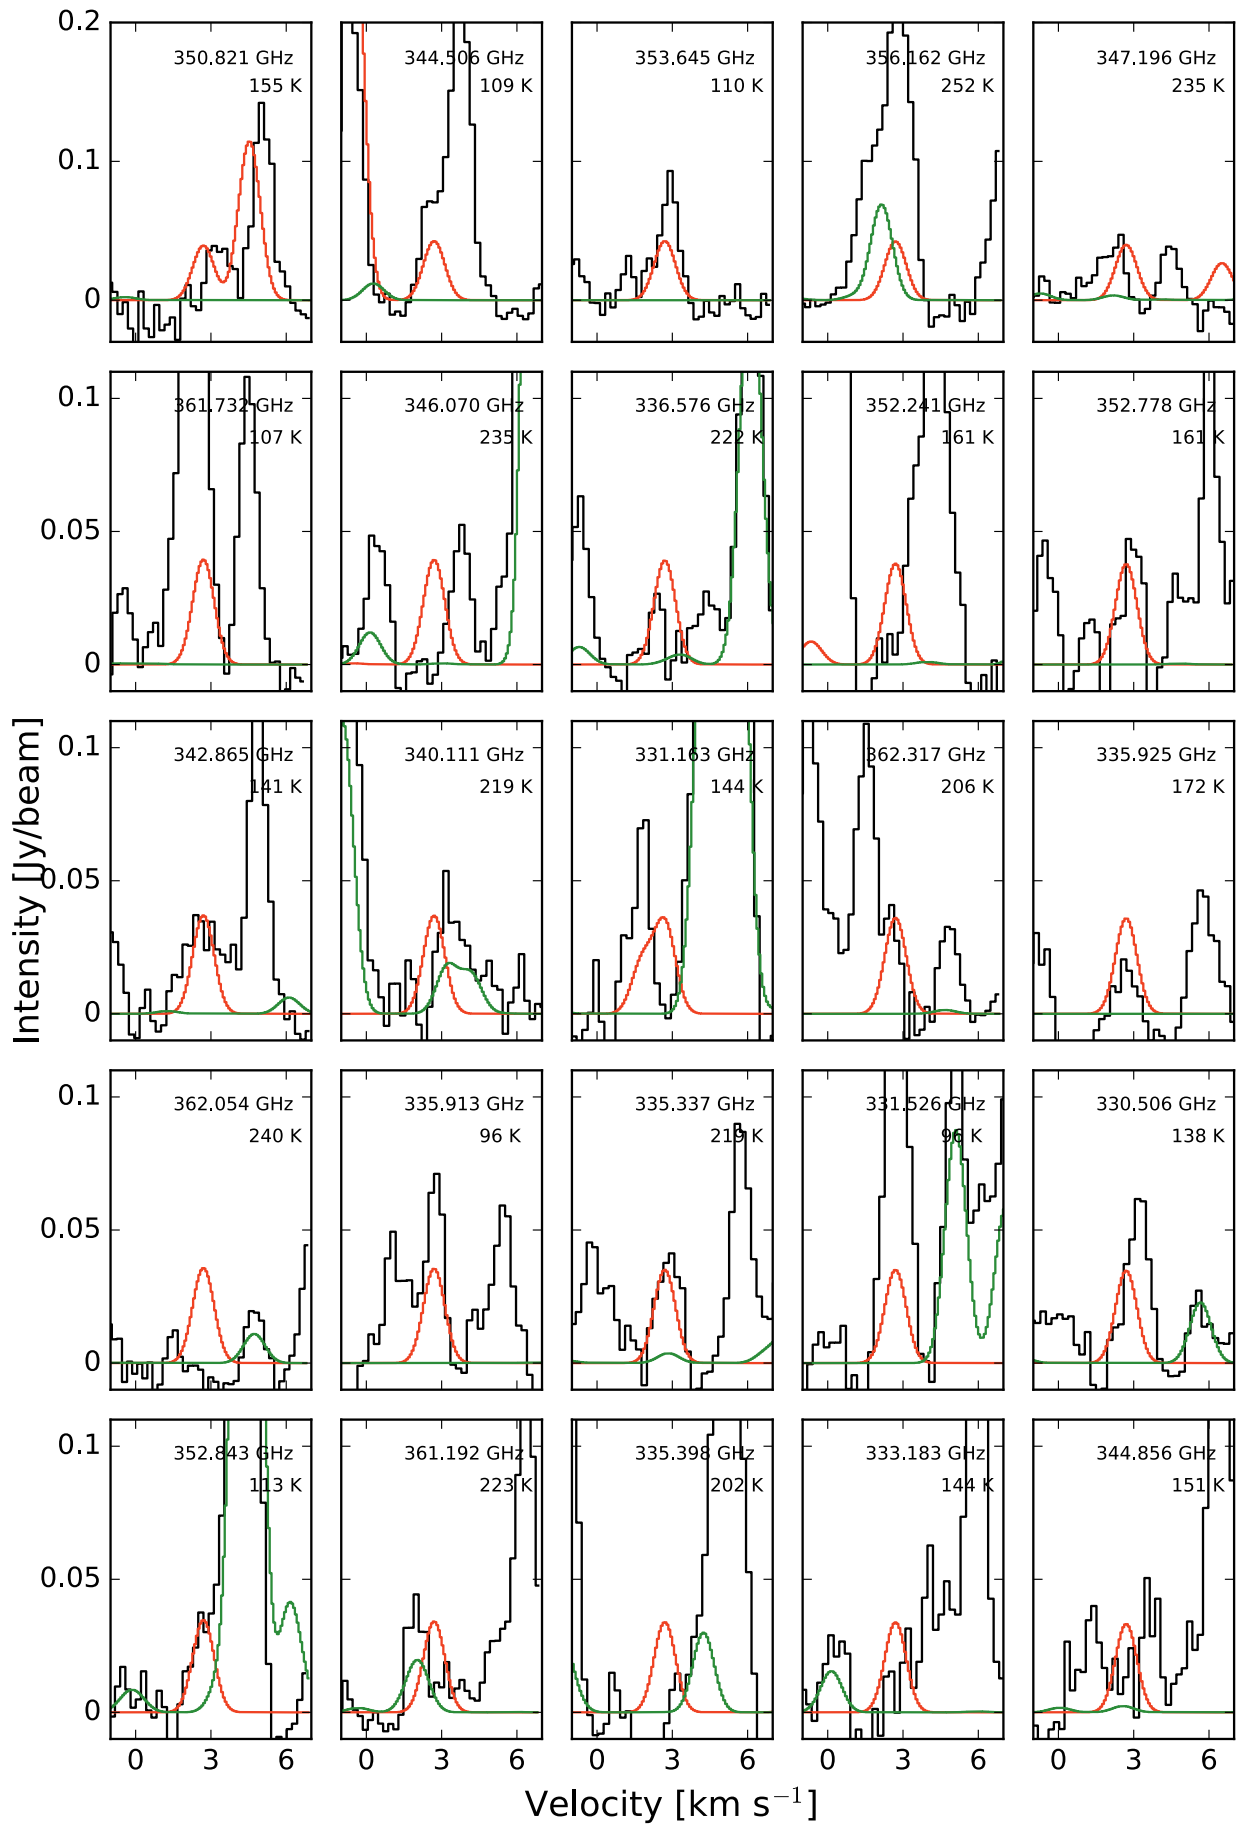 0.2
350.821 GHz
155 K
344.506 GHz
109 K
353.645 GHz
110 K
356.162 GHz
252 K
347.196 GHz
235 K
0.1
0
0.1
361.732 GHz
107 K
346.070 GHz
235 K
336.576 GHz
222 K
352.241 GHz
161 K
352.778 GHz
161 K
0.05
0
0.1
342.865 GHz
141 K
340.111 GHz
219 K
331.163 GHz
144 K
362.317 GHz
206 K
335.925 GHz
172 K
0.05
0
Intensity [Jy/beam]
0.1
362.054 GHz
240 K
335.913 GHz
96 K
335.337 GHz
219 K
331.526 GHz
96 K
330.506 GHz
138 K
0.05
0
0.1
352.843 GHz
113 K
361.192 GHz
223 K
335.398 GHz
202 K
333.183 GHz
144 K
344.856 GHz
151 K
0.05
0
0 3 6 0 3 6 0 3 6 0 3 6 0 3 6
Velocity [km s⁻¹]